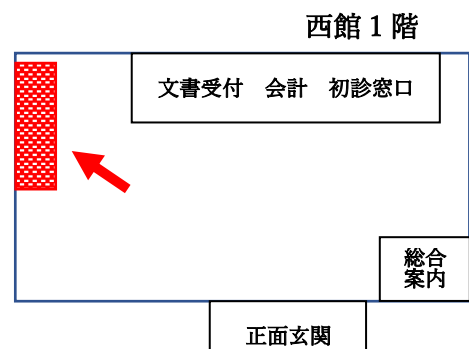 西館 1 階
文書受付　会計　初診窓口
総合
案内
正面玄関